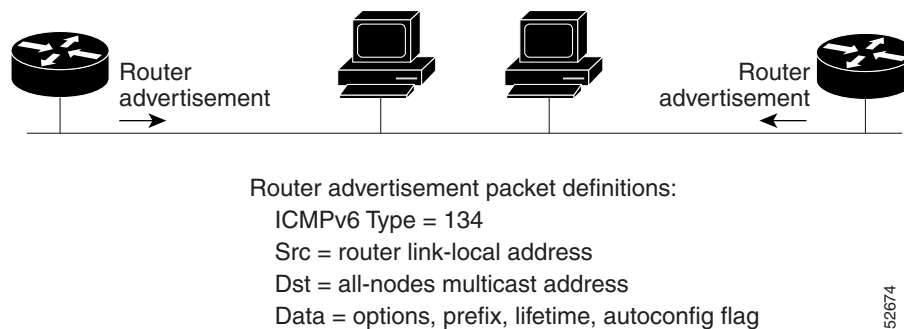 Router
advertisement
Router
advertisement
Router advertisement packet definitions:
ICMPv6 Type = 134
Src = router link-local address
Dst = all-nodes multicast address
Data = options, prefix, lifetime, autoconfig flag
52674